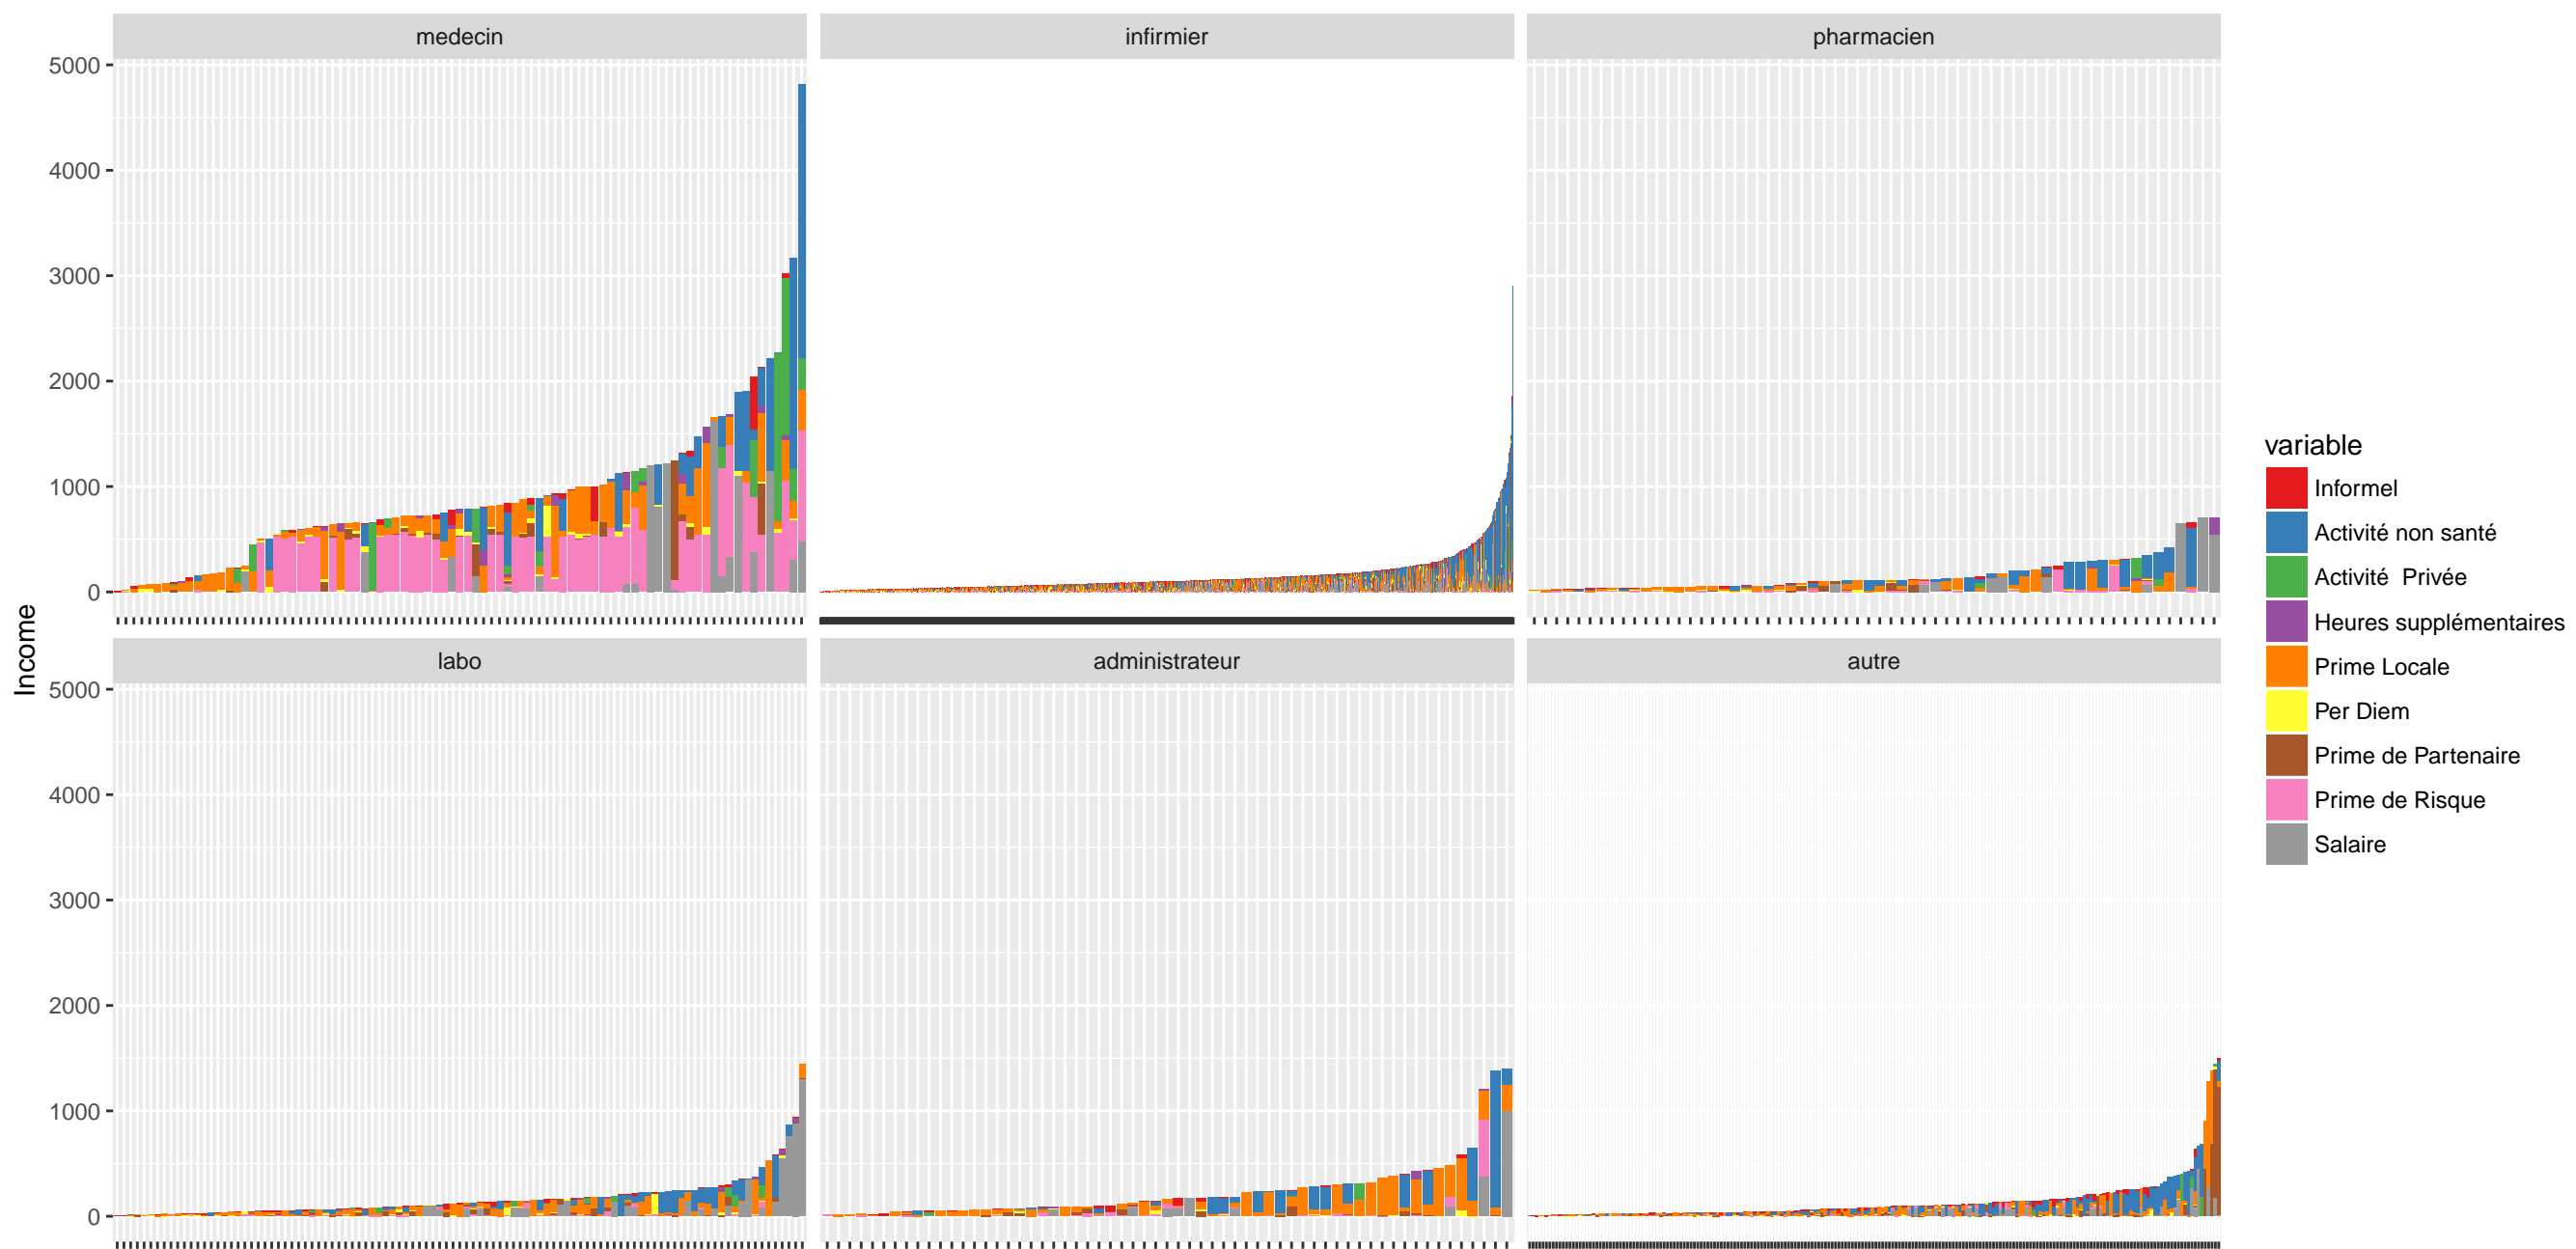 medecin
infirmier
pharmacien
5000
4000
3000
2000
1000
0
Income
labo
administrateur
autre
5000
4000
3000
2000
1000
0
variable
Informel
Activité non santé
Activité  Privée
Heures supplémentaires
Prime Locale
Per Diem
Prime de Partenaire
Prime de Risque
Salaire